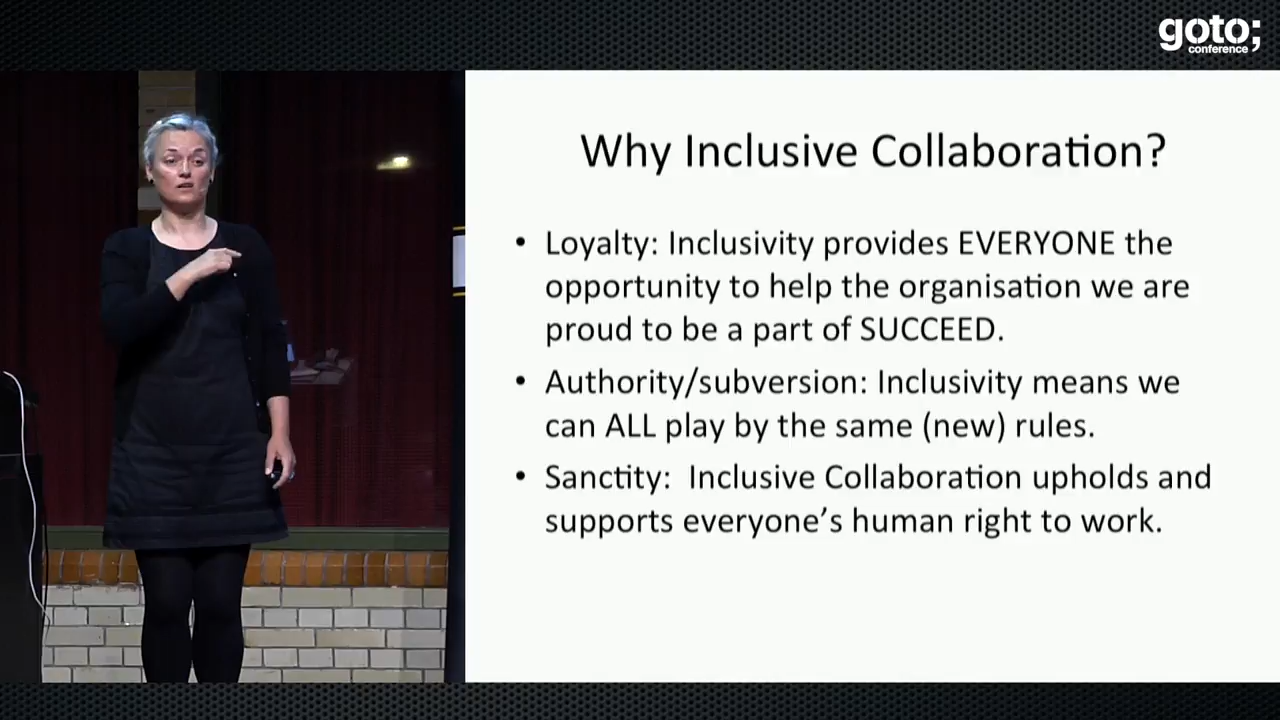 goto;
conference
Why Inclusive Collaboration?
• Loyalty: Inclusivity provides EVERYONE the
opportunity to help the organisation we are
proud to be a part of SUCCEED.
• Authority/subversion: Inclusivity means we
can ALL play by the same (new) rules.
• Sanctity:  Inclusive Collaboration upholds and
supports everyone’s human right to work.